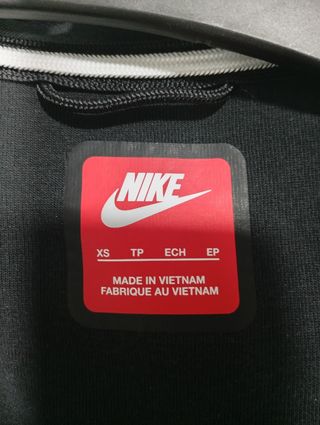 NIKE
XS TP ECH EP
MADE IN VIETNAM
FABRIQUE AU VIETNAM